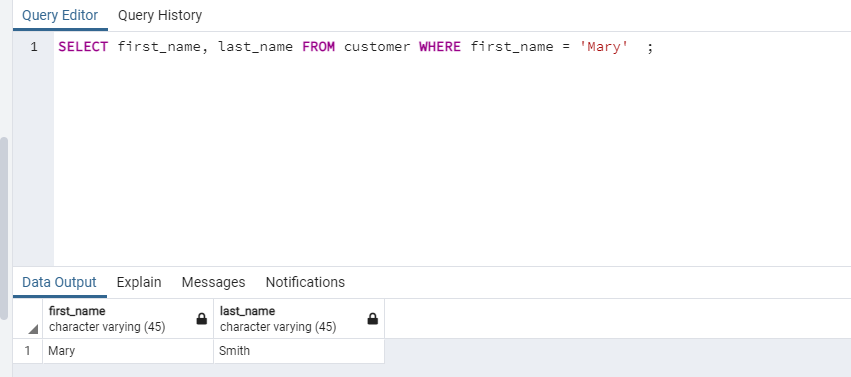 Query Editor Query History
1 SELECT first_name, last_name FROM customer WHERE first_name = 'Mary'  ;
Data Output Explain Messages Notifications
first_name last_name
character varying (45) character varying (45)
1 Mary Smith